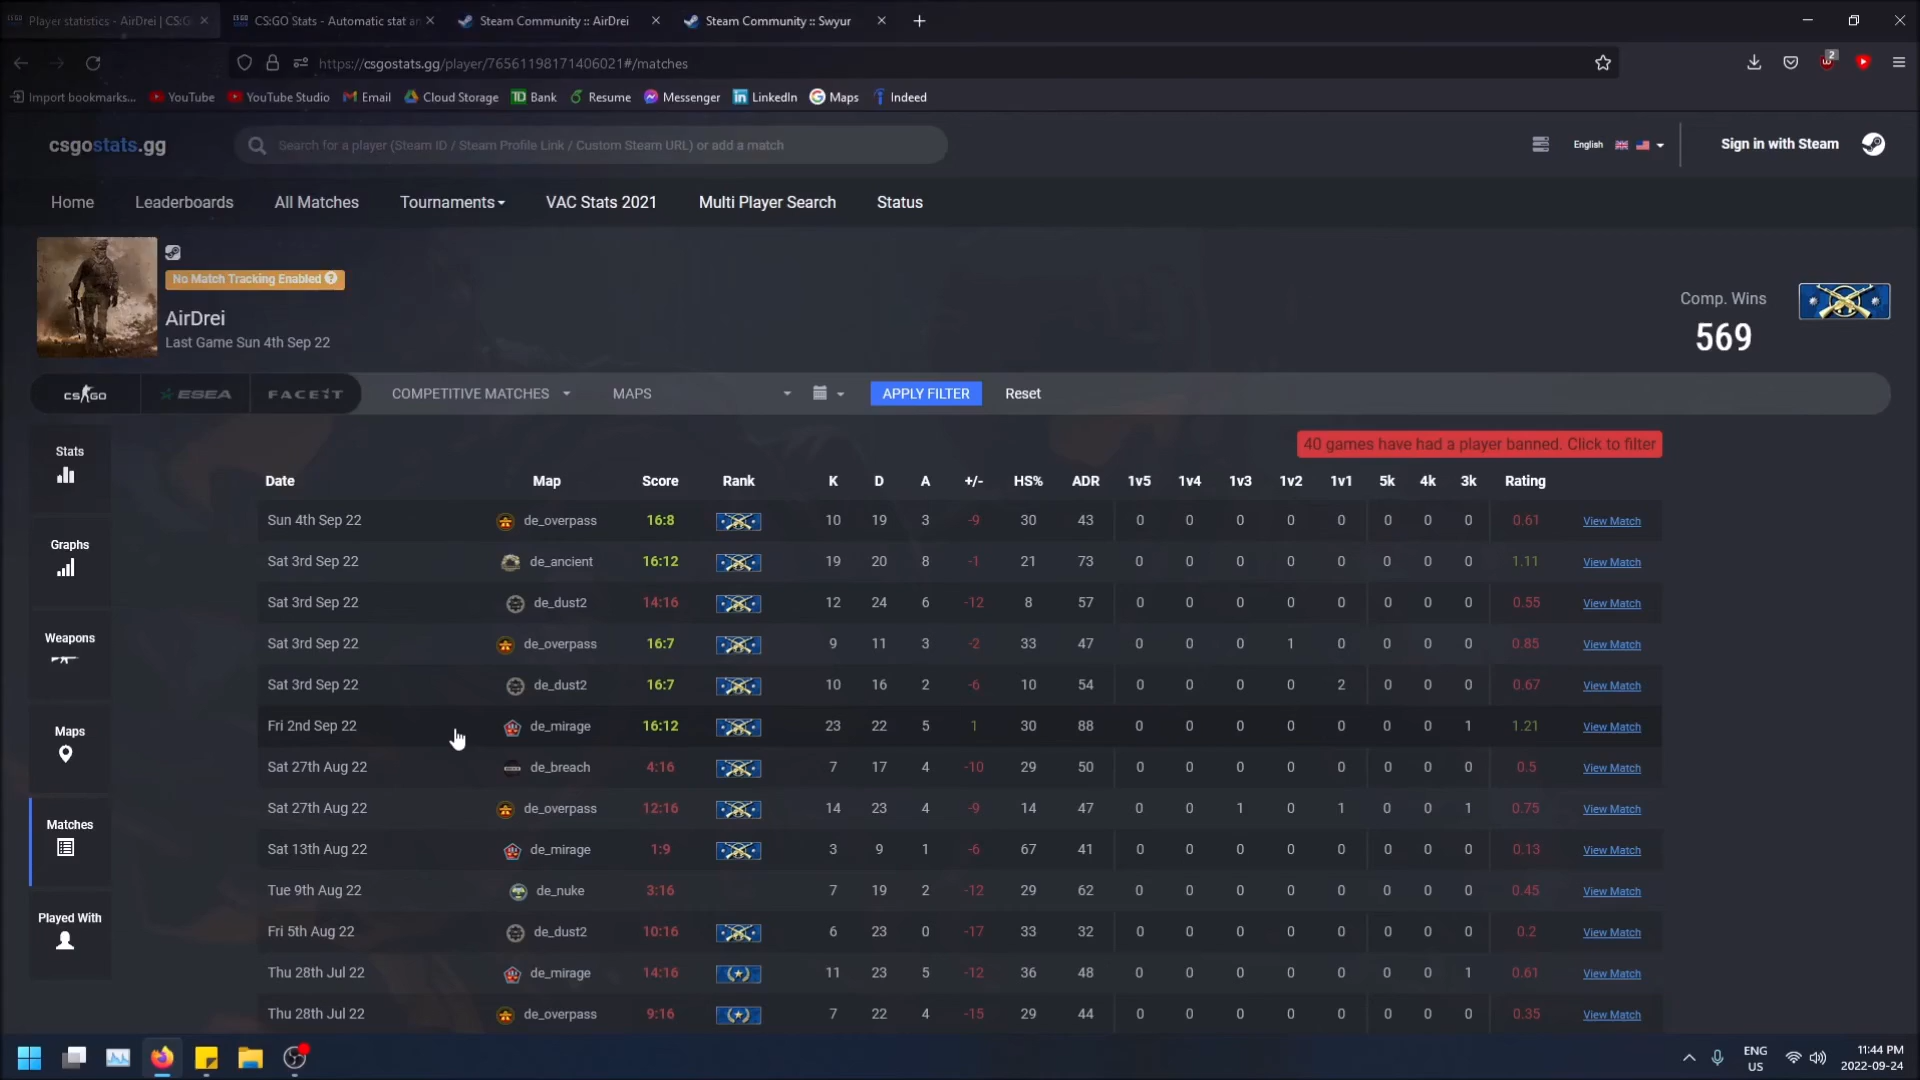 Player statistics - AirDrei | CS:G
CS:GO Stats - Automatic stat an
Steam Community :: AirDrei
Steam Community :: Swyur
https://csgostats.gg/player/76561198171406021#/matches
2
Import bookmarks...
YouTube
YouTube Studio
Email
Cloud Storage
Bank
Resume
Messenger
LinkedIn
Maps
Indeed
csgostats.gg
Search for a player (Steam ID / Steam Profile Link / Custom Steam URL) or add a match
English
Sign in with Steam
Home
Leaderboards
All Matches
Tournaments
VAC Stats 2021
Multi Player Search
Status
No Match Tracking Enabled ?
AirDrei
Last Game Sun 4th Sep 22
Comp. Wins
569
CS GO
ESEA
FACEIT
COMPETITIVE MATCHES
MAPS
APPLY FILTER
Reset
Stats
Graphs
Weapons
Maps
Matches
Played With
40 games have had a player banned. Click to filter
Date Map Score Rank K D A +/- HS% ADR 1v5 1v4 1v3 1v2 1v1 5k 4k 3k Rating
Sun 4th Sep 22 de_overpass 16:8 10 19 3 -9 30 43 0 0 0 0 0 0 0 0 0.61 View Match
Sat 3rd Sep 22 de_ancient 16:12 19 20 8 -1 21 73 0 0 0 0 0 0 0 0 1.11 View Match
Sat 3rd Sep 22 de_dust2 14:16 12 24 6 -12 8 57 0 0 0 0 0 0 0 0 0.55 View Match
Sat 3rd Sep 22 de_overpass 16:7 9 11 3 -2 33 47 0 0 0 1 0 0 0 0 0.85 View Match
Sat 3rd Sep 22 de_dust2 16:7 10 16 2 -6 10 54 0 0 0 0 2 0 0 0 0.67 View Match
Fri 2nd Sep 22 de_mirage 16:12 23 22 5 1 30 88 0 0 0 0 0 0 0 1 1.21 View Match
Sat 27th Aug 22 de_breach 4:16 7 17 4 -10 29 50 0 0 0 0 0 0 0 0 0.5 View Match
Sat 27th Aug 22 de_overpass 12:16 14 23 4 -9 14 47 0 0 1 0 1 0 0 1 0.75 View Match
Sat 13th Aug 22 de_mirage 1:9 3 9 1 -6 67 41 0 0 0 0 0 0 0 0 0.13 View Match
Tue 9th Aug 22 de_nuke 3:16 7 19 2 -12 29 62 0 0 0 0 0 0 0 0 0.45 View Match
Fri 5th Aug 22 de_dust2 10:16 6 23 0 -17 33 32 0 0 0 0 0 0 0 0 0.2 View Match
Thu 28th Jul 22 de_mirage 14:16 11 23 5 -12 36 48 0 0 0 0 0 0 0 1 0.61 View Match
Thu 28th Jul 22 de_overpass 9:16 7 22 4 -15 29 44 0 0 0 0 0 0 0 0 0.35 View Match
ENG
US
11:44 PM
2022-09-24